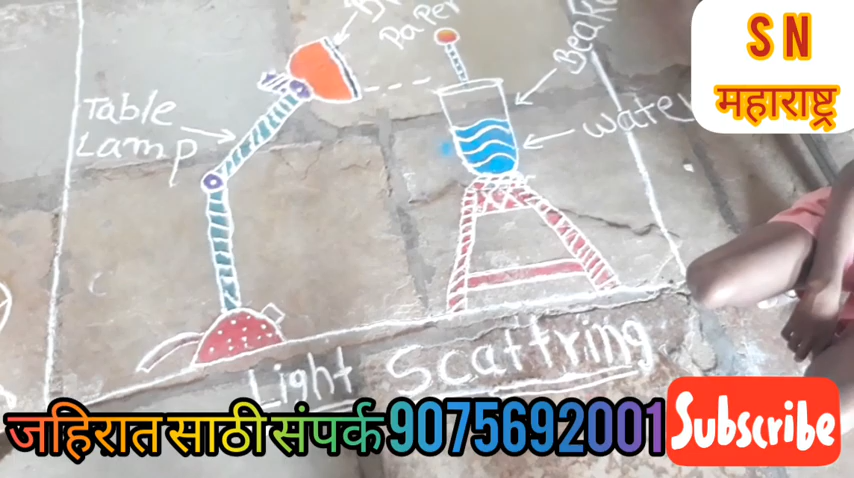 Paper
S N
महाराष्ट्र
Table
Lamp
water
Light Scattring
जहिरात साठी संपर्क 9075692001
Subscribe